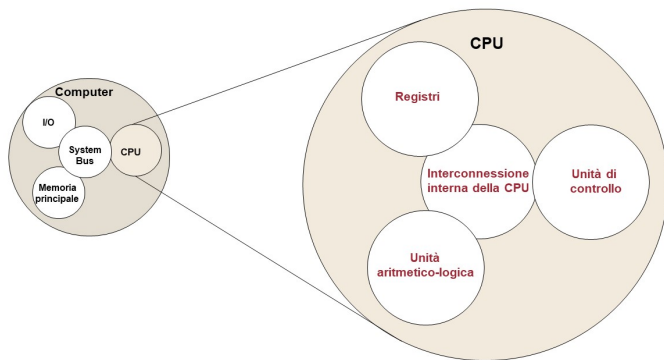 Computer
I/O
System
Bus
CPU
Memoria
principale
CPU
Registri
Interconnessione
interna della CPU
Unità di
controllo
Unità
aritmetico-logica